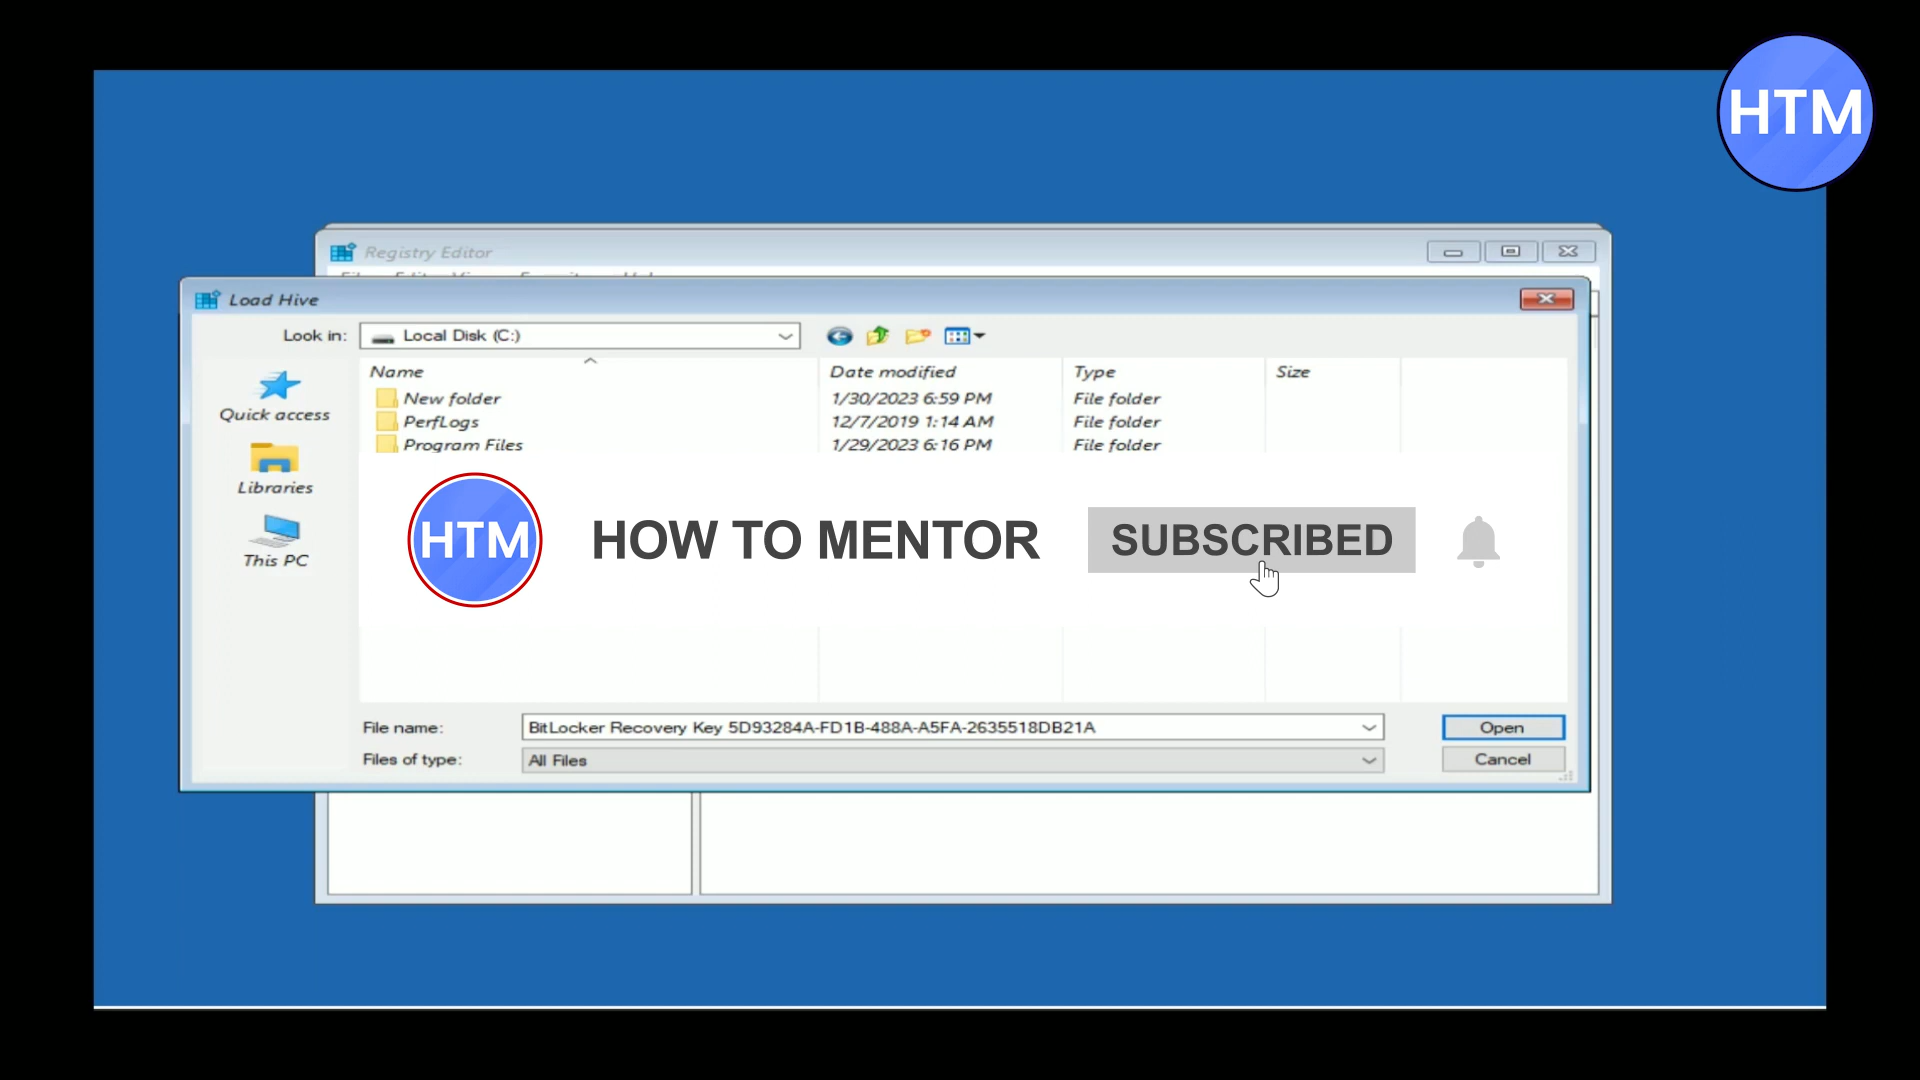 HTM
Registry Editor
Load Hive
Look in: Local Disk (C:)
Name Date modified Type Size
New folder 1/30/2023 6:59 PM File folder
PerfLogs 12/7/2019 1:14 AM File folder
Program Files 1/29/2023 6:16 PM File folder
Quick access
Libraries
This PC
HTM HOW TO MENTOR SUBSCRIBED
File name: BitLocker Recovery Key 5D93284A-FD1B-488A-A5FA-2635518DB21A Open
Files of type: All Files Cancel